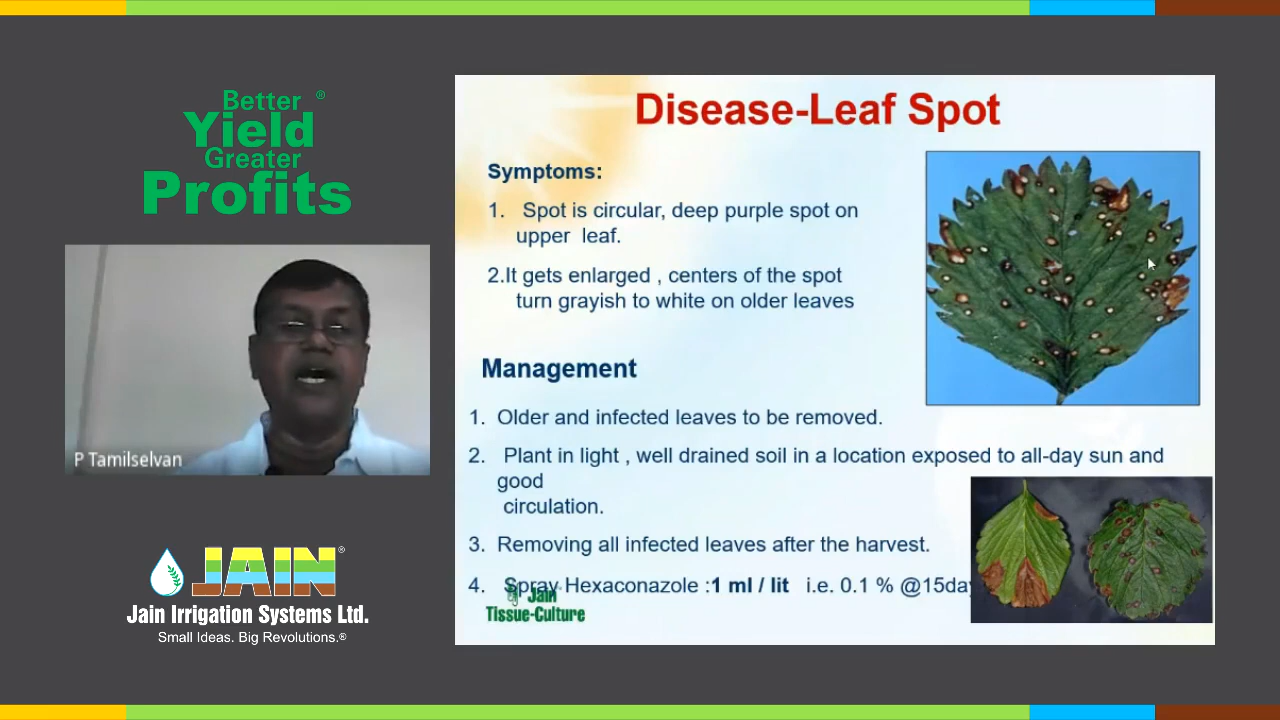 Better ®
Yield
Greater
Profits
P Tamilselvan
JAIN®
Jain Irrigation Systems Ltd.
Small Ideas. Big Revolutions.®
Disease-Leaf Spot
Symptoms:
1. Spot is circular, deep purple spot on
upper leaf.
2.It gets enlarged , centers of the spot
turn grayish to white on older leaves
Management
1. Older and infected leaves to be removed.
2. Plant in light , well drained soil in a location exposed to all-day sun and
good
circulation.
3. Removing all infected leaves after the harvest.
4. Spray Hexaconazole :1 ml / lit i.e. 0.1 % @15day
Jain
Tissue-Culture